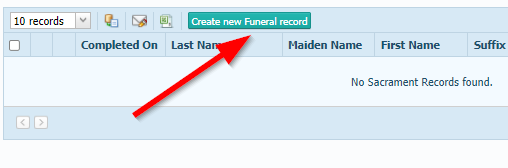 10 records Create new Funeral record
Completed On Last Name Maiden Name First Name Suffix
No Sacrament Records found.